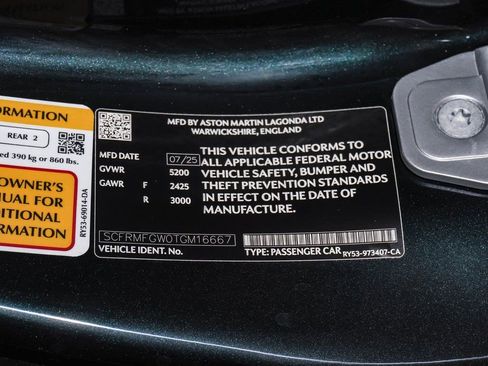 ORMATION
REAR 2
ed 390 kg or 860 lbs.
OWNER'S
NUAL FOR
DITIONAL
RMATION
RY53-69014-DA
MFD BY ASTON MARTIN LAGONDA LTD
WARWICKSHIRE, ENGLAND
MFD DATE 07/25
GVWR 5200
GAWR F 2425
R 3000
THIS VEHICLE CONFORMS TO
ALL APPLICABLE FEDERAL MOTOR
VEHICLE SAFETY, BUMPER AND
THEFT PREVENTION STANDARDS
IN EFFECT ON THE DATE OF
MANUFACTURE.
SCFRMFGW0TGM16667
VEHICLE IDENT. No.
TYPE: PASSENGER CAR
RY53-973407-CA